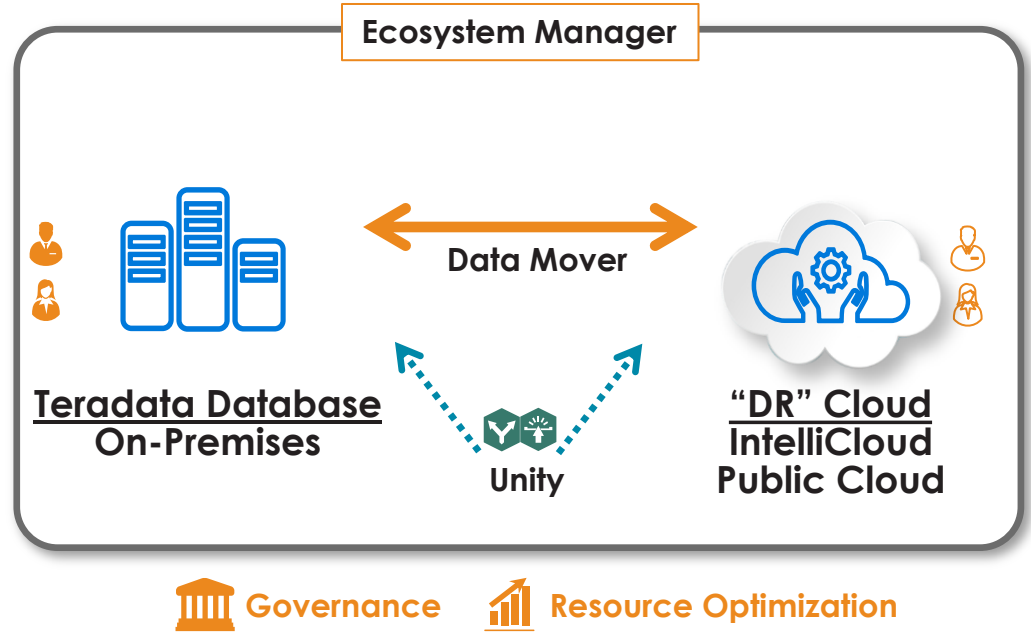 Ecosystem Manager
Data Mover
Teradata Database
On-Premises
“DR” Cloud
IntelliCloud
Public Cloud
Unity
Governance
Resource Optimization